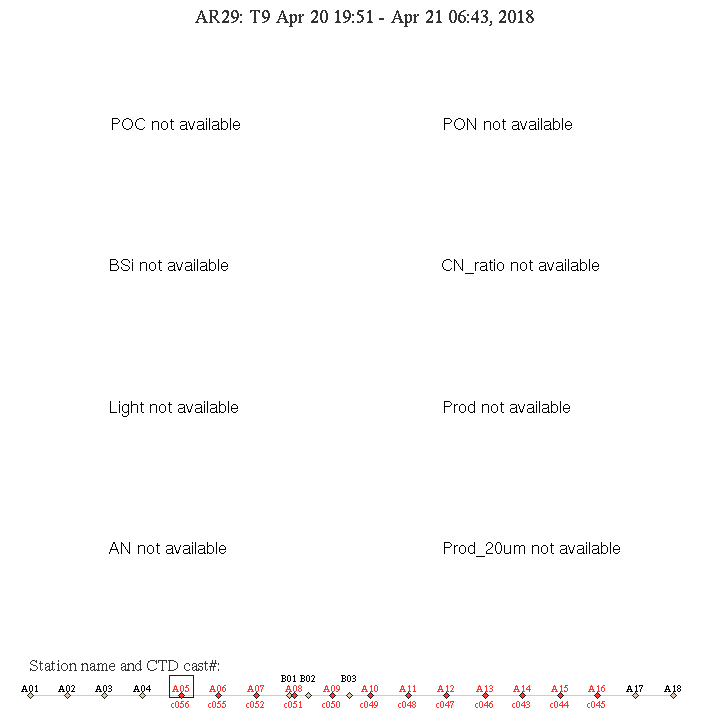 AR29: T9 Apr 20 19:51 - Apr 21 06:43, 2018
POC not available
PON not available
BSi not available
CN_ratio not available
Light not available
Prod not available
AN not available
Prod_20um not available
Station name and CTD cast#:
B01 B02 B03
A01 A02 A03 A04 A05 A06 A07 A08 A09 A10 A11 A12 A13 A14 A15 A16 A17 A18
c056 c055 c052 c051 c050 c049 c048 c047 c046 c043 c044 c045